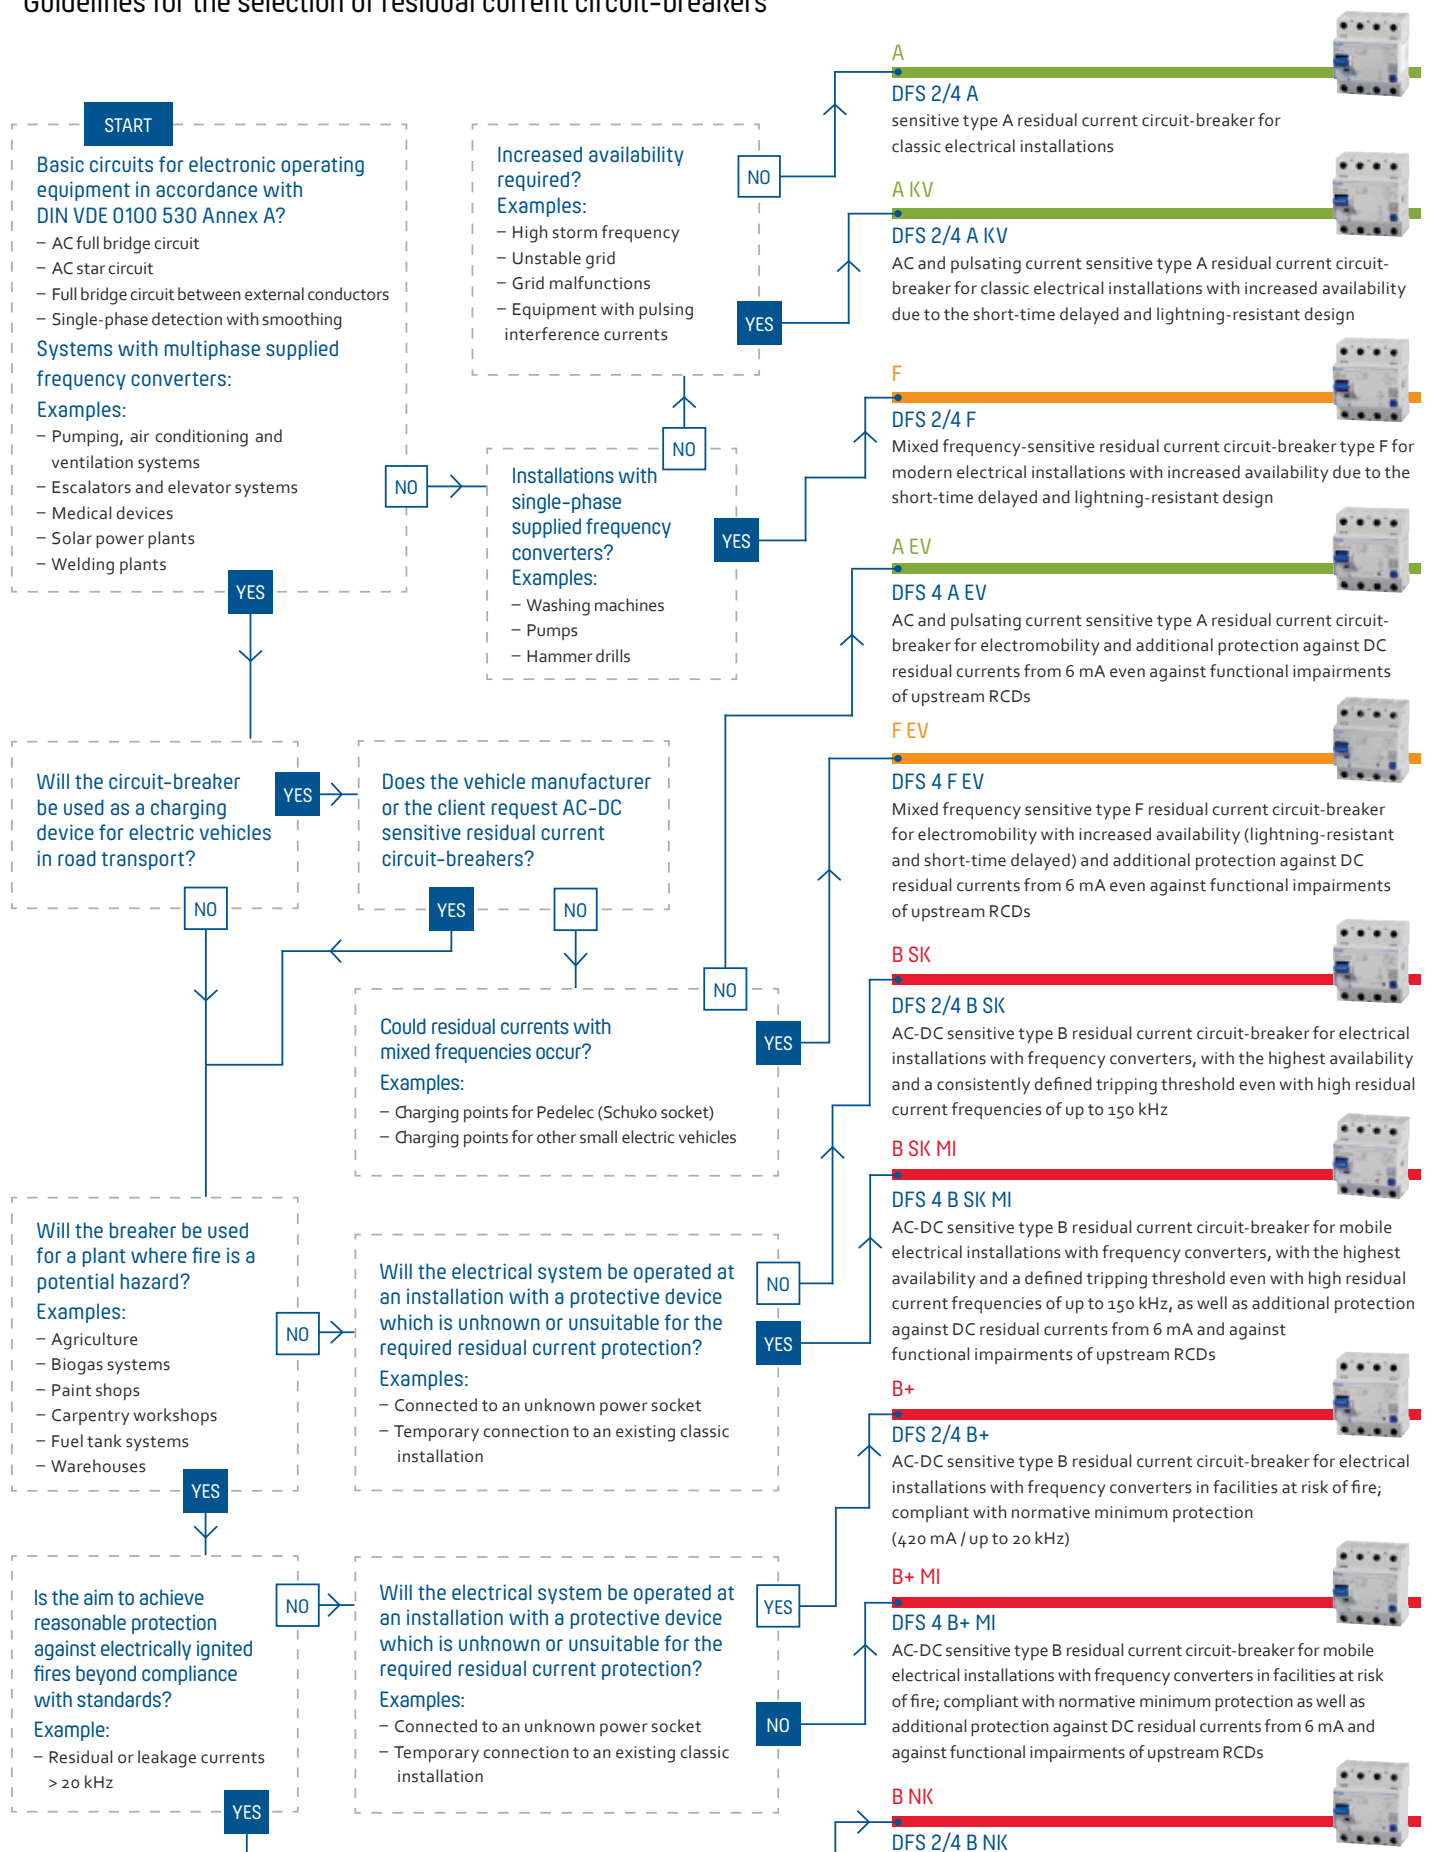 Guidelines for the selection of residual current circuit-breakers
START
Basic circuits for electronic operating
equipment in accordance with
DIN VDE 0100 530 Annex A?
– AC full bridge circuit
– AC star circuit
– Full bridge circuit between external conductors
– Single-phase detection with smoothing
Systems with multiphase supplied
frequency converters:
Examples:
– Pumping, air conditioning and
ventilation systems
– Escalators and elevator systems
– Medical devices
– Solar power plants
– Welding plants
NO
YES
Increased availability
required?
Examples:
– High storm frequency
– Unstable grid
– Grid malfunctions
– Equipment with pulsing
interference currents
NO
YES
Installations with
single-phase
supplied frequency
converters?
Examples:
– Washing machines
– Pumps
– Hammer drills
NO
YES
Will the circuit-breaker
be used as a charging
device for electric vehicles
in road transport?
YES
NO
Does the vehicle manufacturer
or the client request AC-DC
sensitive residual current
circuit-breakers?
YES
NO
Could residual currents with
mixed frequencies occur?
Examples:
– Charging points for Pedelec (Schuko socket)
– Charging points for other small electric vehicles
NO
YES
Will the breaker be used
for a plant where fire is a
potential hazard?
Examples:
– Agriculture
– Biogas systems
– Paint shops
– Carpentry workshops
– Fuel tank systems
– Warehouses
NO
YES
Will the electrical system be operated at
an installation with a protective device
which is unknown or unsuitable for the
required residual current protection?
Examples:
– Connected to an unknown power socket
– Temporary connection to an existing classic
installation
NO
YES
Is the aim to achieve
reasonable protection
against electrically ignited
fires beyond compliance
with standards?
Example:
– Residual or leakage currents
> 20 kHz
NO
YES
Will the electrical system be operated at
an installation with a protective device
which is unknown or unsuitable for the
required residual current protection?
Examples:
– Connected to an unknown power socket
– Temporary connection to an existing classic
installation
YES
NO
A
DFS 2/4 A
sensitive type A residual current circuit-breaker for
classic electrical installations
A KV
DFS 2/4 A KV
AC and pulsating current sensitive type A residual current circuit-
breaker for classic electrical installations with increased availability
due to the short-time delayed and lightning-resistant design
F
DFS 2/4 F
Mixed frequency-sensitive residual current circuit-breaker type F for
modern electrical installations with increased availability due to the
short-time delayed and lightning-resistant design
A EV
DFS 4 A EV
AC and pulsating current sensitive type A residual current circuit-
breaker for electromobility and additional protection against DC
residual currents from 6 mA even against functional impairments
of upstream RCDs
F EV
DFS 4 F EV
Mixed frequency sensitive type F residual current circuit-breaker
for electromobility with increased availability (lightning-resistant
and short-time delayed) and additional protection against DC
residual currents from 6 mA even against functional impairments
of upstream RCDs
B SK
DFS 2/4 B SK
AC-DC sensitive type B residual current circuit-breaker for electrical
installations with frequency converters, with the highest availability
and a consistently defined tripping threshold even with high residual
current frequencies of up to 150 kHz
B SK MI
DFS 4 B SK MI
AC-DC sensitive type B residual current circuit-breaker for mobile
electrical installations with frequency converters, with the highest
availability and a defined tripping threshold even with high residual
current frequencies of up to 150 kHz, as well as additional protection
against DC residual currents from 6 mA and against
functional impairments of upstream RCDs
B+
DFS 2/4 B+
AC-DC sensitive type B residual current circuit-breaker for electrical
installations with frequency converters in facilities at risk of fire;
compliant with normative minimum protection
(420 mA / up to 20 kHz)
B+ MI
DFS 4 B+ MI
AC-DC sensitive type B residual current circuit-breaker for mobile
electrical installations with frequency converters in facilities at risk
of fire; compliant with normative minimum protection as well as
additional protection against DC residual currents from 6 mA and
against functional impairments of upstream RCDs
B NK
DFS 2/4 B NK